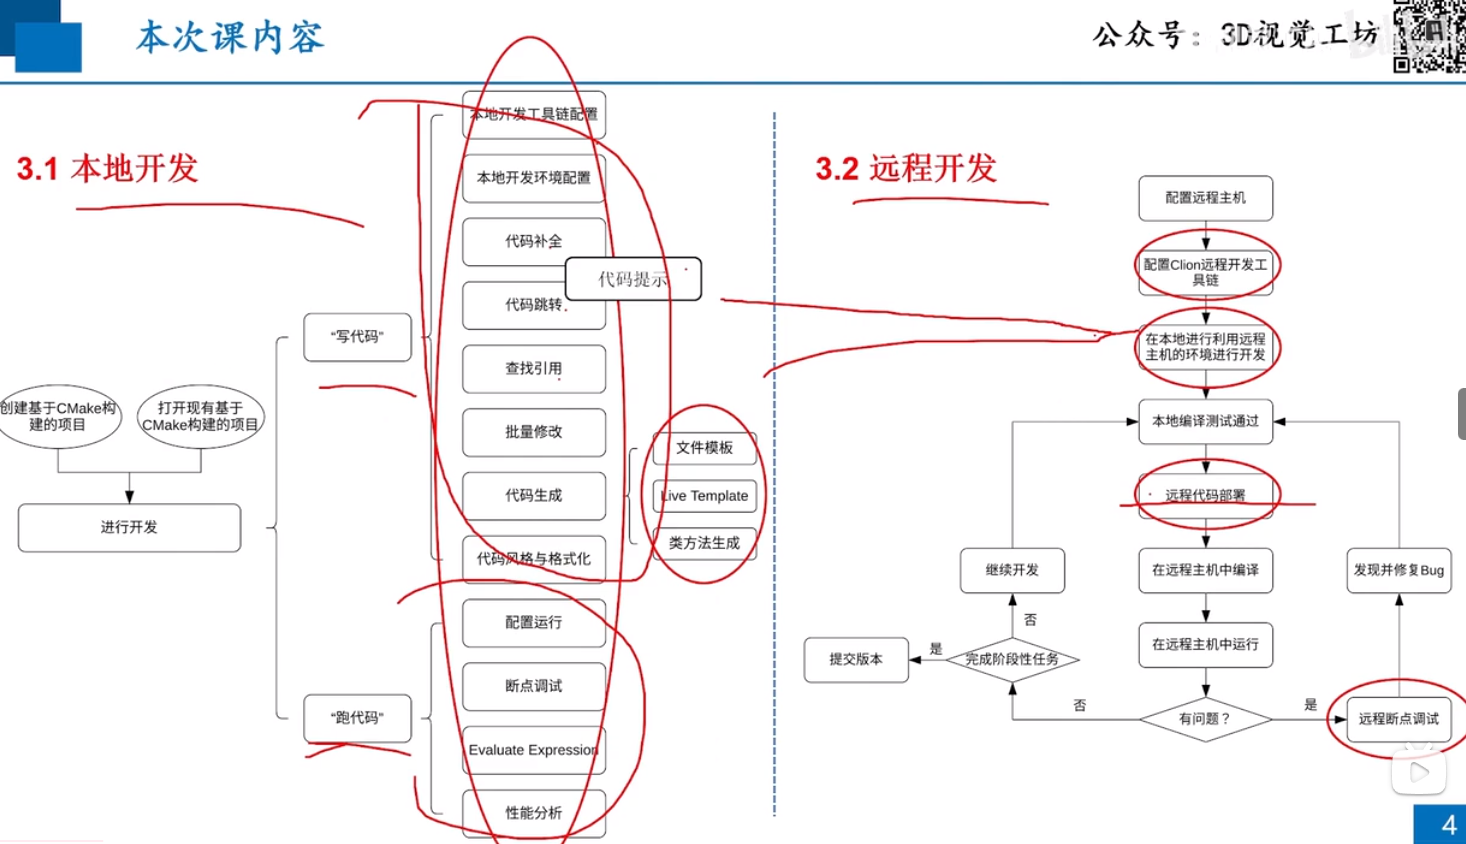 本次课内容
公众号：3D视觉工坊
3.1 本地开发
创建基于CMake构
建的项目
打开现有基于
CMake构建的项目
进行开发
“写代码”
“跑代码”
本地开发工具链配置
本地开发环境配置
代码补全
代码提示
代码跳转
查找引用
批量修改
代码生成
代码风格与格式化
文件模板
Live Template
类方法生成
配置运行
断点调试
Evaluate Expression
性能分析
3.2 远程开发
配置远程主机
配置Clion远程开发工
具链
在本地进行利用远程
主机的环境进行开发
本地编译测试通过
远程代码部署
在远程主机中编译
在远程主机中运行
有问题？
是
远程断点调试
发现并修复Bug
否
完成阶段性任务
是
提交版本
否
继续开发
4